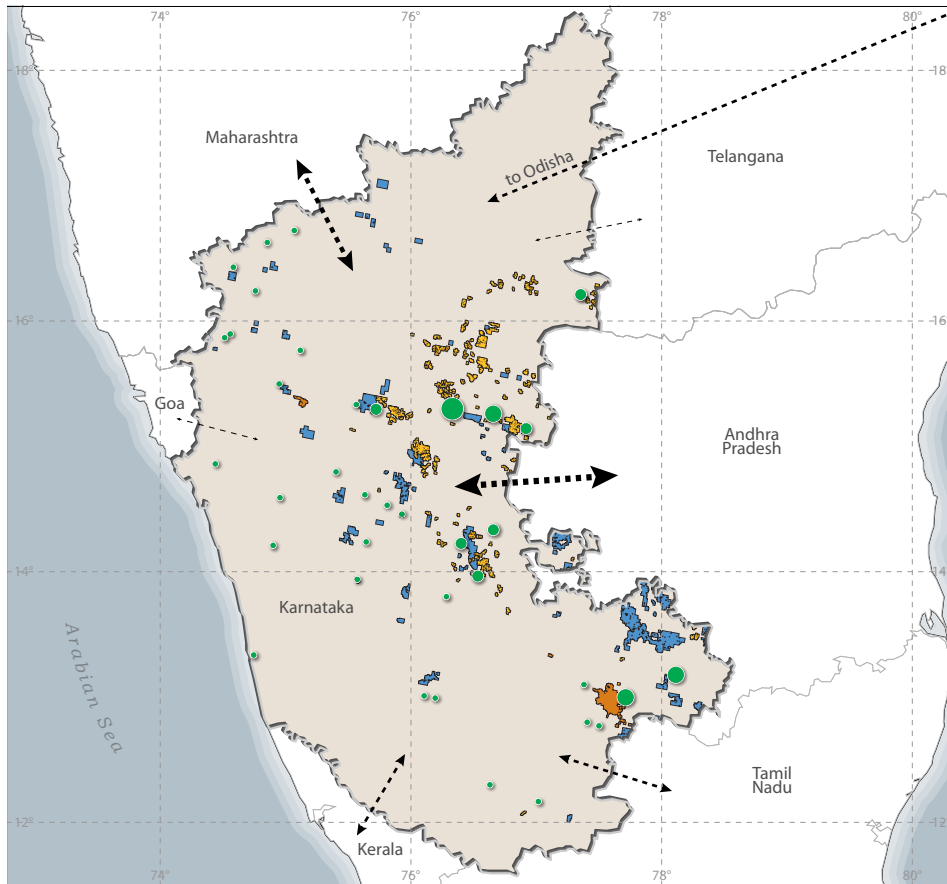 74° 76° 78° 80°
18° 18°
Maharashtra
to Odisha
Telangana
16° 16°
Goa
Andhra
Pradesh
14° 14°
Karnataka
Arabian Sea
Tamil
Nadu
12° 12°
Kerala
74° 76° 78° 80°